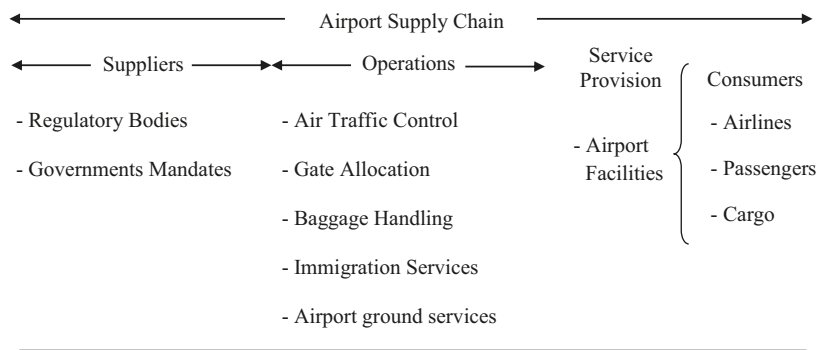 Airport Supply Chain
Suppliers
- Regulatory Bodies
- Governments Mandates
Operations
- Air Traffic Control
- Gate Allocation
- Baggage Handling
- Immigration Services
- Airport ground services
Service
Provision
- Airport
Facilities
Consumers
- Airlines
- Passengers
- Cargo